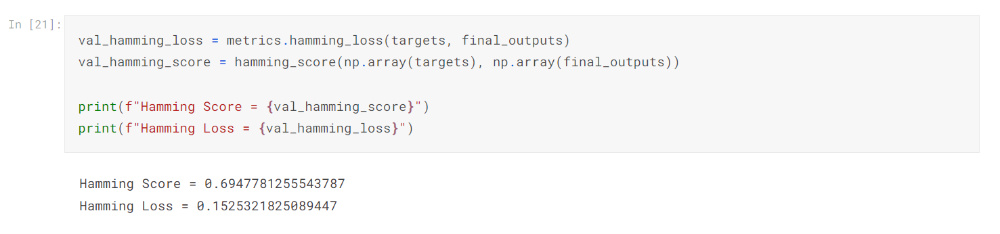 In [21]:
val_hamming_loss = metrics.hamming_loss(targets, final_outputs)
val_hamming_score = hamming_score(np.array(targets), np.array(final_outputs))
print(f"Hamming Score = {val_hamming_score}")
print(f"Hamming Loss = {val_hamming_loss}")
Hamming Score = 0.6947781255543787
Hamming Loss = 0.1525321825089447